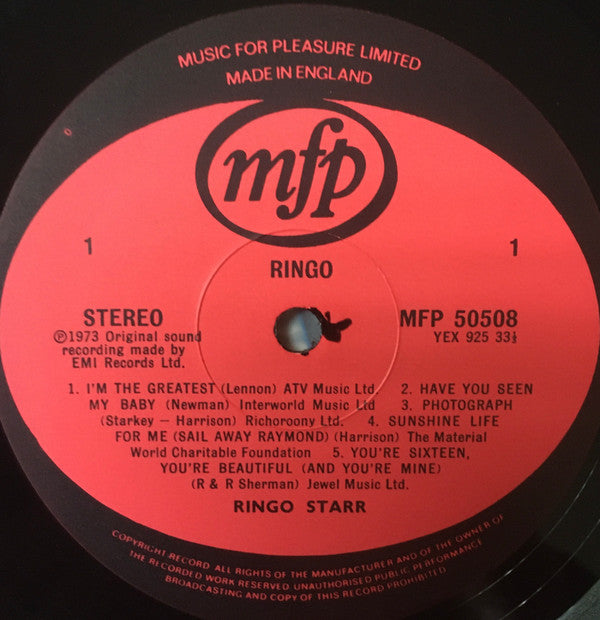 MUSIC FOR PLEASURE LIMITED
MADE IN ENGLAND
mfp
1 1
RINGO
STEREO MFP 50508
℗1973 Original sound YEX 925 33⅓
recording made by
EMI Records Ltd.
1. I'M THE GREATEST (Lennon) ATV Music Ltd. 2. HAVE YOU SEEN
MY BABY (Newman) Interworld Music Ltd 3. PHOTOGRAPH
(Starkey – Harrison) Richoroony Ltd. 4. SUNSHINE LIFE
FOR ME (SAIL AWAY RAYMOND) (Harrison) The Material
World Charitable Foundation 5. YOU'RE SIXTEEN,
YOU'RE BEAUTIFUL (AND YOU'RE MINE)
(R & R Sherman) Jewel Music Ltd.
RINGO STARR
COPYRIGHT RECORD ALL RIGHTS OF THE MANUFACTURER AND OF THE OWNER OF
THE RECORDED WORK RESERVED UNAUTHORISED PUBLIC PERFORMANCE
BROADCASTING AND COPY OF THIS RECORD PROHIBITED